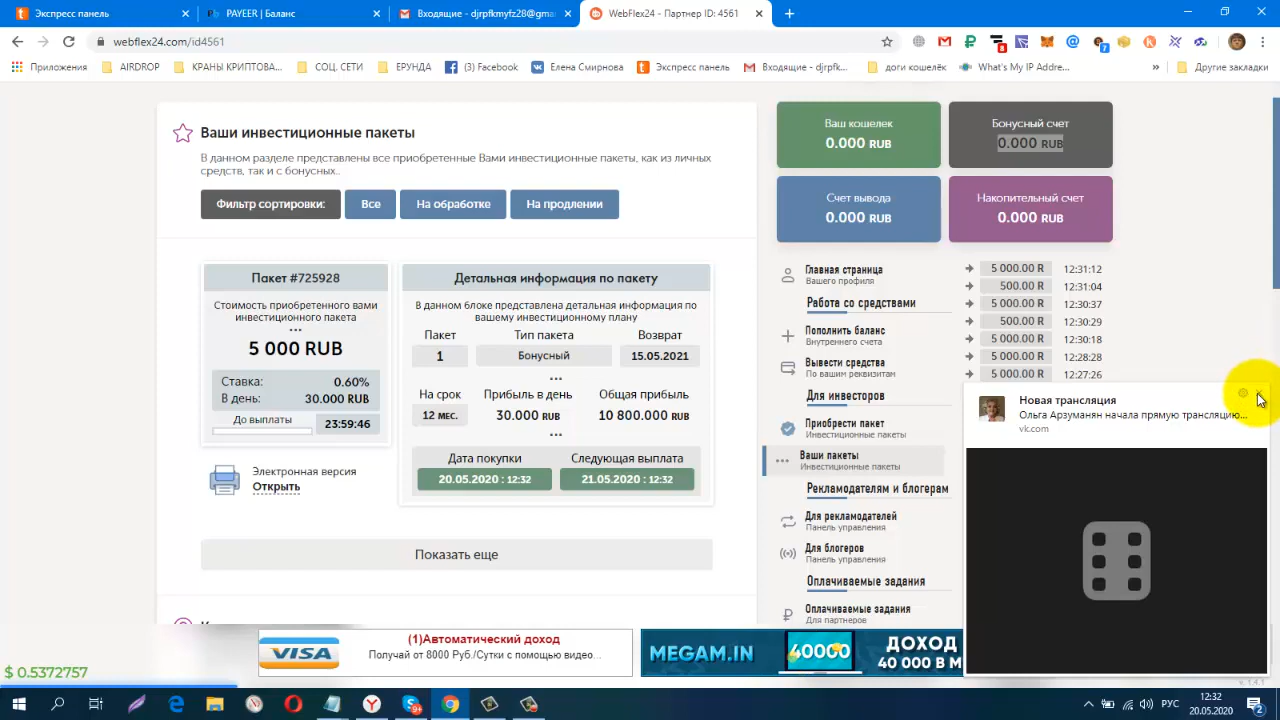 Экспресс панель
PAYEER | Баланс
Входящие - djrpfkmyfz28@gma
WebFlex24 - Партнер ID: 4561
webflex24.com/id4561
Приложения
AIRDROP
КРАНЫ КРИПТОВА...
СОЦ. СЕТИ
ЕРУНДА
(3) Facebook
Елена Смирнова
Экспресс панель
Входящие - djrpfk...
доги кошелёк
What's My IP Addre...
»
Другие закладки
Ваши инвестиционные пакеты
В данном разделе представлены все приобретенные Вами инвестиционные пакеты, как из личных
средств, так и с бонусных..
Фильтр сортировки:
Все
На обработке
На продлении
Пакет #725928
Стоимость приобретенного вами
инвестиционного пакета
...
5 000 RUB
Ставка: 0.60%
В день: 30.000 RUB
До выплаты
23:59:46
Электронная версия
Открыть
Детальная информация по пакету
В данном блоке представлена детальная информация по
вашему инвестиционному плану
Пакет Тип пакета Возврат
1 Бонусный 15.05.2021
...
На срок Прибыль в день Общая прибыль
12 МЕС. 30.000 RUB 10 800.000 RUB
...
Дата покупки Следующая выплата
20.05.2020 : 12:32 21.05.2020 : 12:32
Показать еще
Ваш кошелек
0.000 RUB
Бонусный счет
0.000 RUB
Счет вывода
0.000 RUB
Накопительный счет
0.000 RUB
Главная страница
Вашего профиля
Работа со средствами
Пополнить баланс
Внутреннего счета
Вывести средства
По вашим реквизитам
Для инвесторов
Приобрести пакет
Инвестиционные пакеты
Ваши пакеты
Инвестиционные пакеты
Рекламодателям и блогерам
Для рекламодателей
Панель управления
Для блогеров
Панель управления
Оплачиваемые задания
Оплачиваемые задания
Для партнеров
5 000.00 R 12:31:12
500.00 R 12:31:04
5 000.00 R 12:30:37
500.00 R 12:30:29
5 000.00 R 12:30:18
5 000.00 R 12:28:28
5 000.00 R 12:27:26
Новая трансляция
Ольга Арзуманян начала прямую трансляцию...
vk.com
VISA
(1)Автоматический доход
Получай от 8000 Руб./Сутки с помощью видео...
MEGAM.IN
40000
ДОХОД
40 000 В М
$ 0.5372757
v. 1.4.1
9+
РУС
12:32
20.05.2020
2